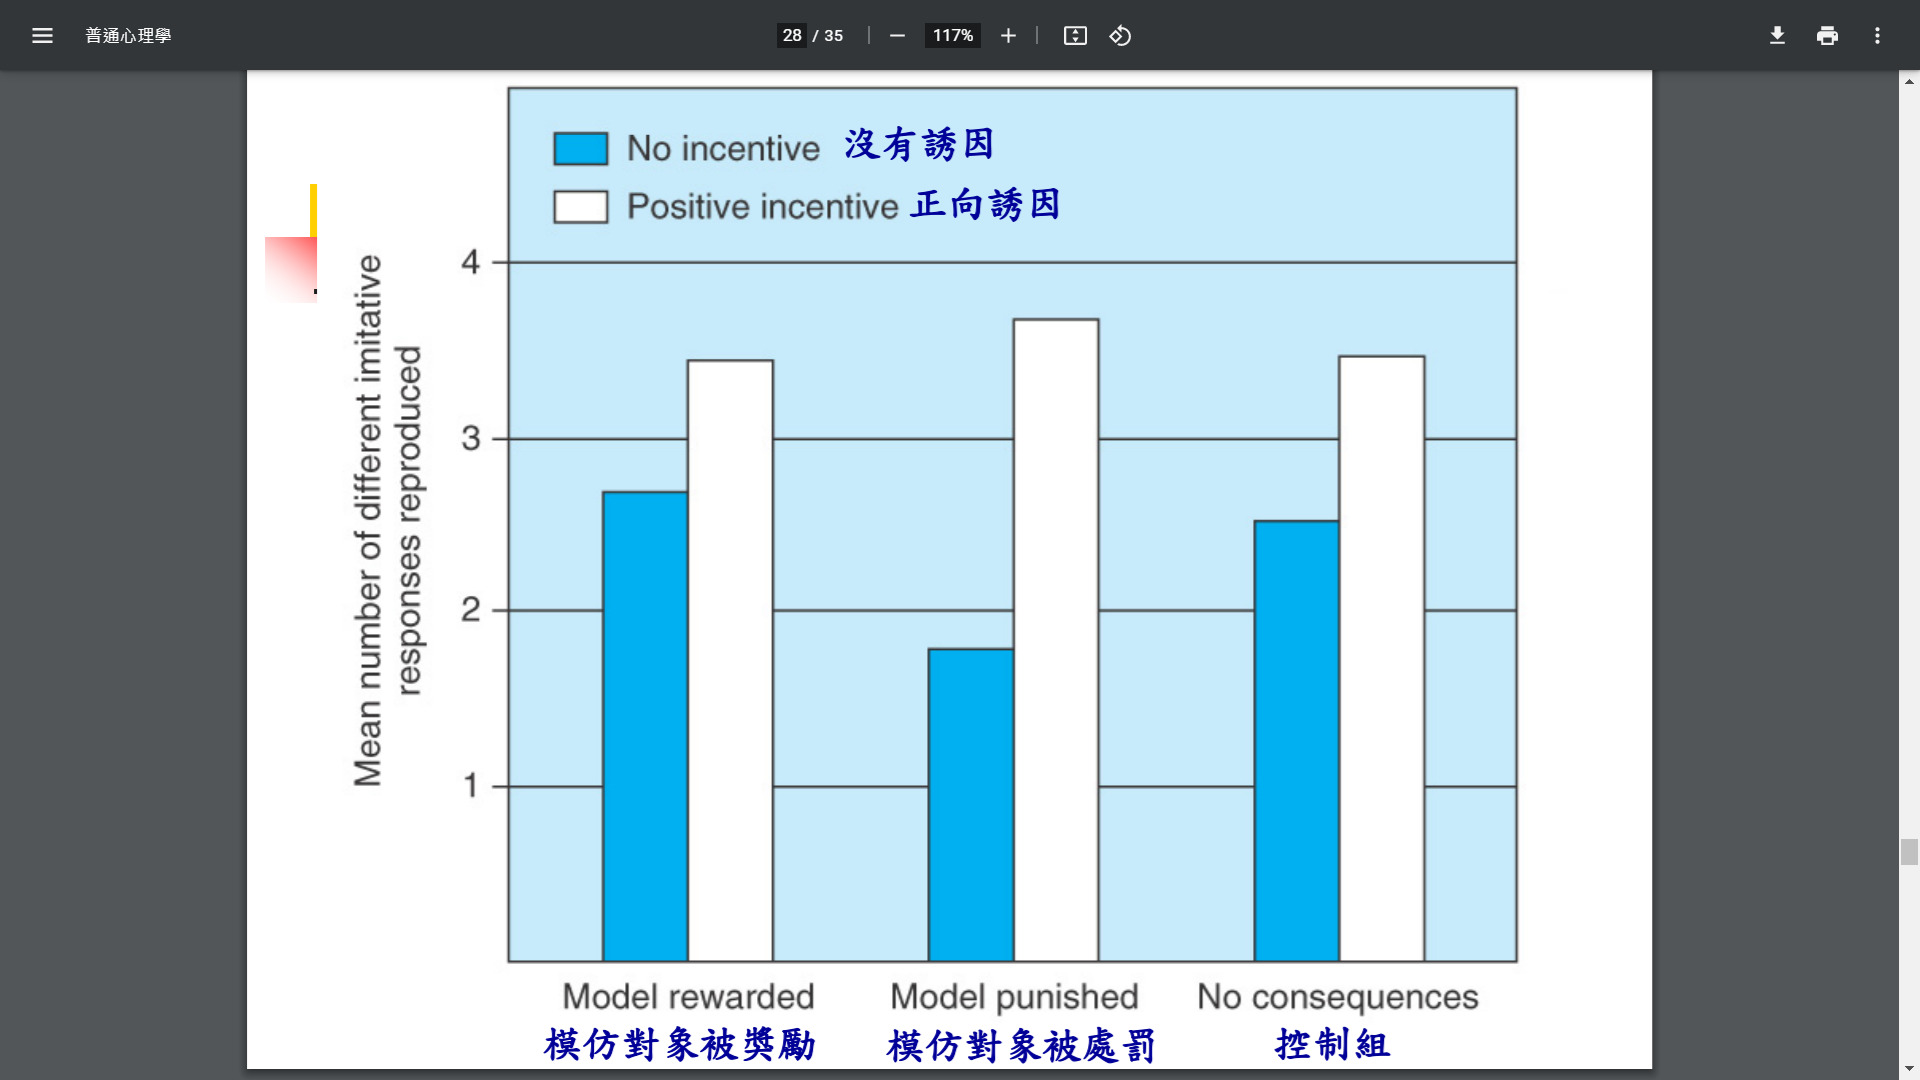 普通心理學
28 / 35
117%
No incentive 沒有誘因
Positive incentive 正向誘因
Mean number of different imitative
responses reproduced
4
3
2
1
Model rewarded
Model punished
No consequences
模仿對象被獎勵
模仿對象被處罰
控制組